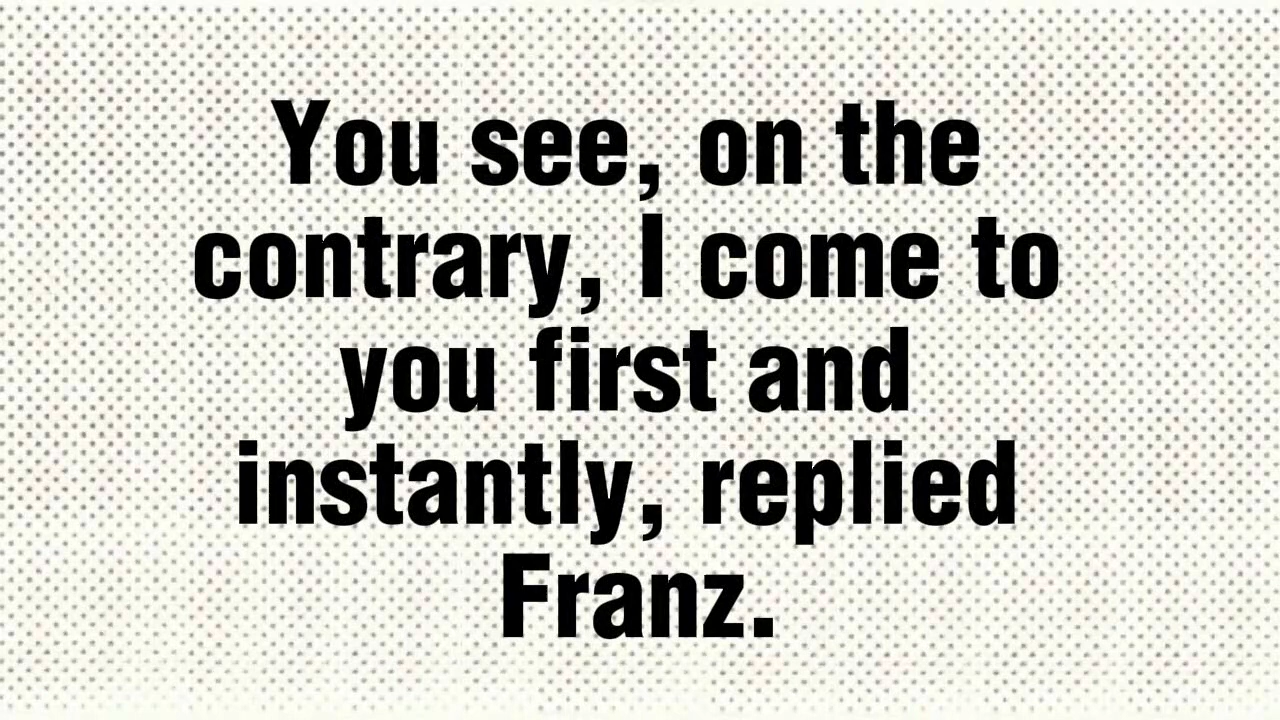 You see, on the
contrary, I come to
you first and
instantly, replied
Franz.